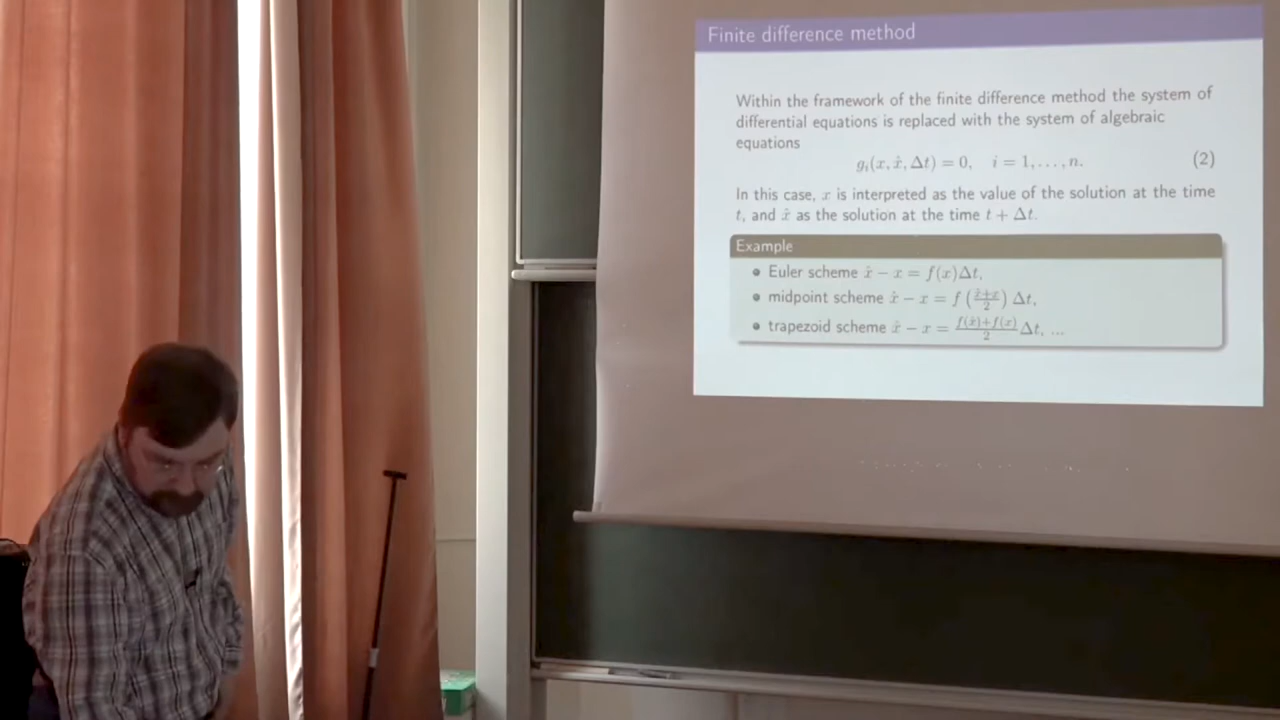 Finite difference method
Within the framework of the finite difference method the system of
differential equations is replaced with the system of algebraic
equations
gᵢ(x, x̂, Δt) = 0, i = 1, . . . , n. (2)
In this case, x is interpreted as the value of the solution at the time
t, and x̂ as the solution at the time t + Δt.
Example
• Euler scheme x̂ − x = f(x)Δt,
• midpoint scheme x̂ − x = f((x̂+x)/2) Δt,
• trapezoid scheme x̂ − x = (f(x̂)+f(x))/2 Δt, ...